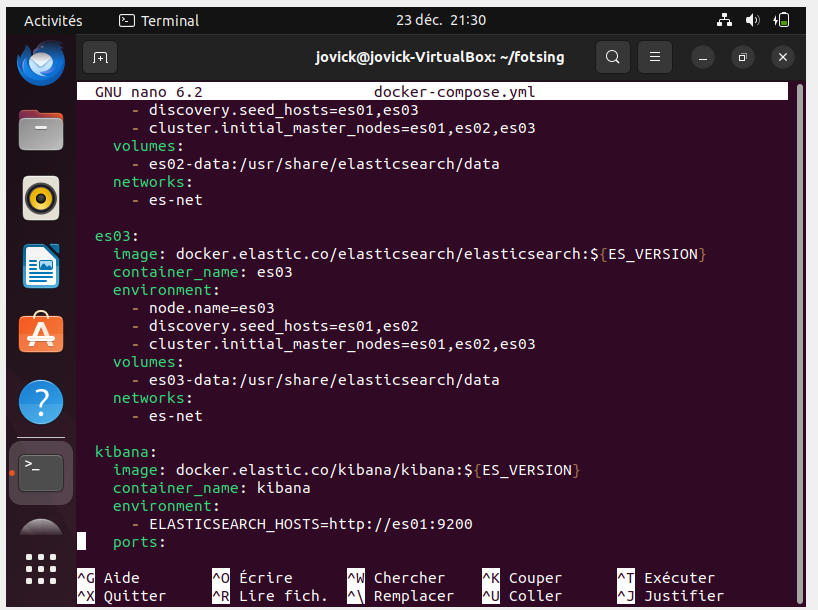 Activités Terminal 23 déc. 21:30
jovick@jovick-VirtualBox: ~/fotsing
GNU nano 6.2 docker-compose.yml
- discovery.seed_hosts=es01,es03
- cluster.initial_master_nodes=es01,es02,es03
volumes:
- es02-data:/usr/share/elasticsearch/data
networks:
- es-net
es03:
image: docker.elastic.co/elasticsearch/elasticsearch:${ES_VERSION}
container_name: es03
environment:
- node.name=es03
- discovery.seed_hosts=es01,es02
- cluster.initial_master_nodes=es01,es02,es03
volumes:
- es03-data:/usr/share/elasticsearch/data
networks:
- es-net
kibana:
image: docker.elastic.co/kibana/kibana:${ES_VERSION}
container_name: kibana
environment:
- ELASTICSEARCH_HOSTS=http://es01:9200
ports:
^G Aide ^O Écrire ^W Chercher ^K Couper ^T Exécuter
^X Quitter ^R Lire fich. ^\ Remplacer ^U Coller ^J Justifier